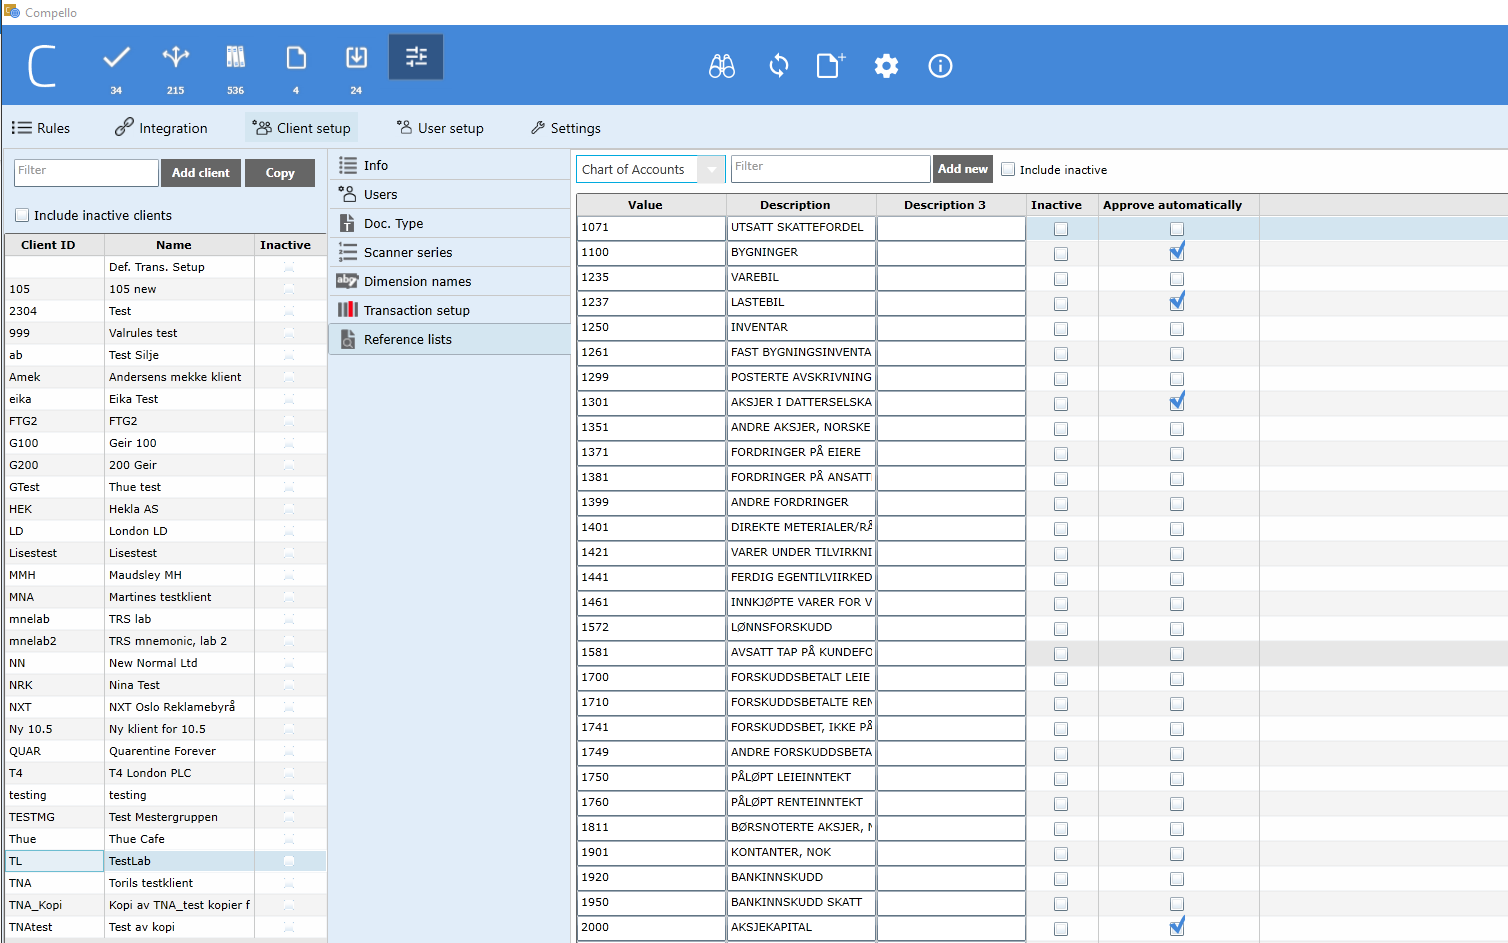 Compello
34 215 536 4 24
Rules Integration Client setup User setup Settings
Filter Add client Copy
Include inactive clients
Client ID Name Inactive
Def. Trans. Setup
105 105 new
2304 Test
999 Valrules test
ab Test Silje
Amek Andersens mekke klient
eika Eika Test
FTG2 FTG2
G100 Geir 100
G200 200 Geir
GTest Thue test
HEK Hekla AS
LD London LD
Lisestest Lisestest
MMH Maudsley MH
MNA Martines testklient
mnelab TRS lab
mnelab2 TRS mnemonic, lab 2
NN New Normal Ltd
NRK Nina Test
NXT NXT Oslo Reklamebyrå
Ny 10.5 Ny klient for 10.5
QUAR Quarentine Forever
T4 T4 London PLC
testing testing
TESTMG Test Mestergruppen
Thue Thue Cafe
TL TestLab
TNA Torils testklient
TNA_Kopi Kopi av TNA_test kopier f
TNAtest Test av kopi
Info
Users
Doc. Type
Scanner series
Dimension names
Transaction setup
Reference lists
Chart of Accounts Filter Add new Include inactive
Value Description Description 3 Inactive Approve automatically
1071 UTSATT SKATTEFORDEL
1100 BYGNINGER
1235 VAREBIL
1237 LASTEBIL
1250 INVENTAR
1261 FAST BYGNINGSINVENTA
1299 POSTERTE AVSKRIVNING
1301 AKSJER I DATTERSELSKA
1351 ANDRE AKSJER, NORSKE
1371 FORDRINGER PÅ EIERE
1381 FORDRINGER PÅ ANSATT
1399 ANDRE FORDRINGER
1401 DIREKTE METERIALER/RÅ
1421 VARER UNDER TILVIRKNI
1441 FERDIG EGENTILVIIRKED
1461 INNKJØPTE VARER FOR V
1572 LØNNSFORSKUDD
1581 AVSATT TAP PÅ KUNDEFO
1700 FORSKUDDSBETALT LEIE
1710 FORSKUDDSBETALTE REN
1741 FORSKUDDSBET, IKKE PÅ
1749 ANDRE FORSKUDDSBETA
1750 PÅLØPT LEIEINNTEKT
1760 PÅLØPT RENTEINNTEKT
1811 BØRSNOTERTE AKSJER, N
1901 KONTANTER, NOK
1920 BANKINNSKUDD
1950 BANKINNSKUDD SKATT
2000 AKSJEKAPITAL